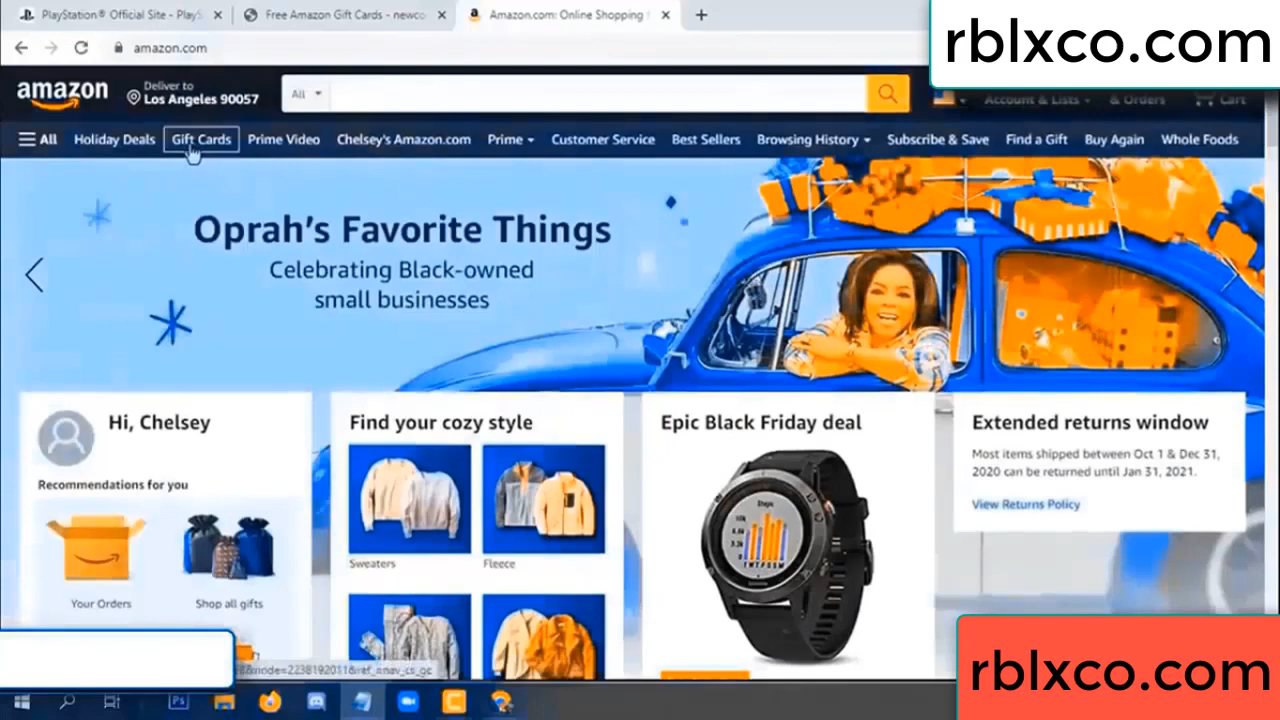 PlayStation® Official Site - PlayS
Free Amazon Gift Cards - newco
Amazon.com: Online Shopping
amazon.com
rblxco.com
amazon
Deliver to
Los Angeles 90057
All
Account & Lists
& Orders
Cart
All
Holiday Deals
Gift Cards
Prime Video
Chelsey's Amazon.com
Prime
Customer Service
Best Sellers
Browsing History
Subscribe & Save
Find a Gift
Buy Again
Whole Foods
Oprah's Favorite Things
Celebrating Black-owned
small businesses
Hi, Chelsey
Recommendations for you
Your Orders
Shop all gifts
Find your cozy style
Sweaters
Fleece
Epic Black Friday deal
Steps
Extended returns window
Most items shipped between Oct 1 & Dec 31,
2020 can be returned until Jan 31, 2021.
View Returns Policy
Ps
rblxco.com